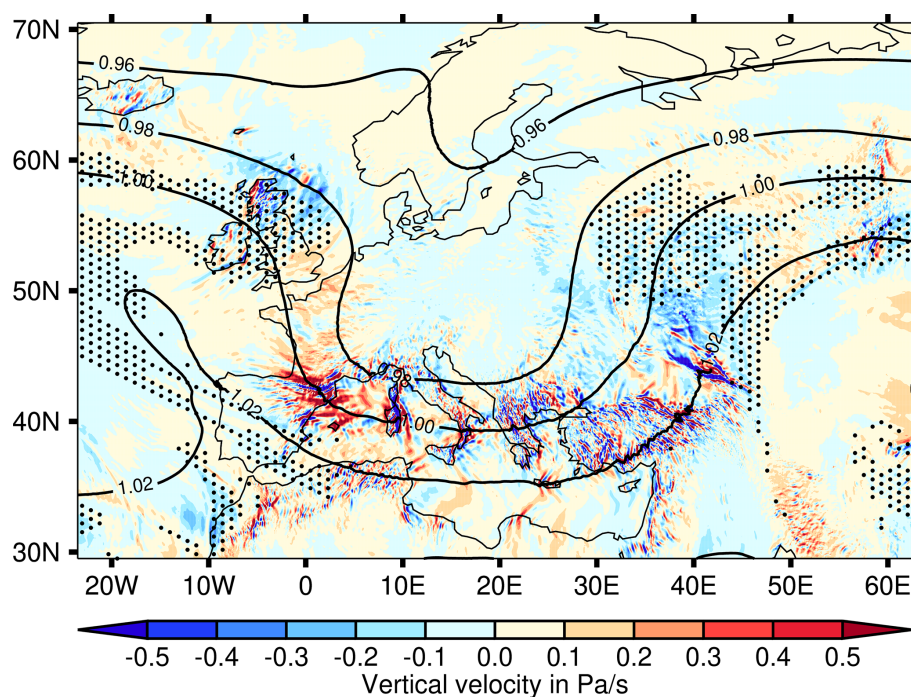 70N
0.96
0.98
0.96
0.98
60N
1.00
1.00
50N
1.02
0.98
1.02
40N
1.00
1.02
30N
20W 10W 0 10E 20E 30E 40E 50E 60E
-0.5 -0.4 -0.3 -0.2 -0.1 0.0 0.1 0.2 0.3 0.4 0.5
Vertical velocity in Pa/s